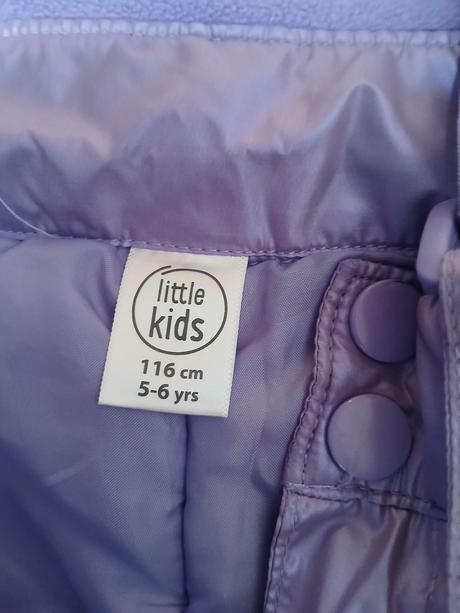 little
kids
116 cm
5-6 yrs